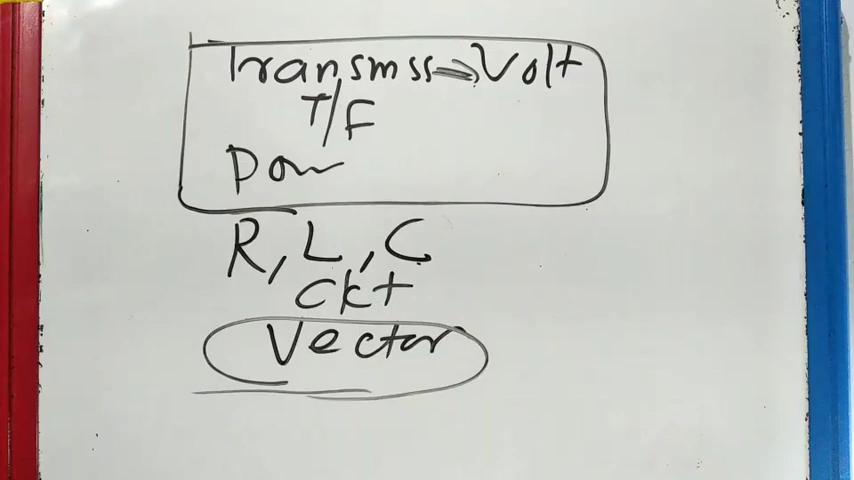 Transmss⇒Volt
T/F
Pow
R, L, C
Ckt
Vector